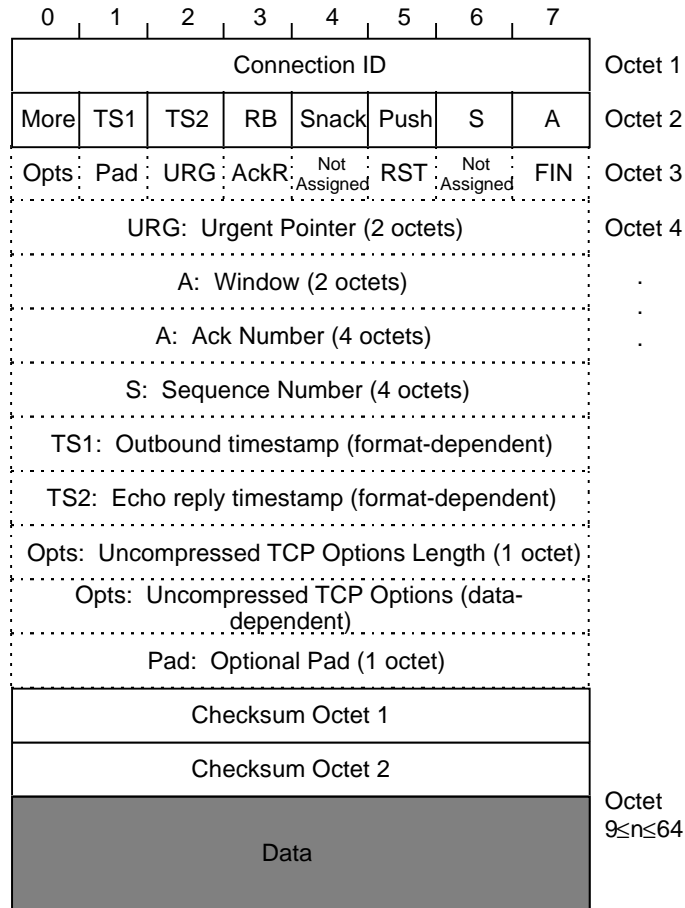 0 1 2 3 4 5 6 7
Connection ID Octet 1
More TS1 TS2 RB Snack Push S A Octet 2
Opts Pad URG AckR Not Assigned RST Not Assigned FIN Octet 3
URG: Urgent Pointer (2 octets) Octet 4
A: Window (2 octets) .
.
A: Ack Number (4 octets) .
S: Sequence Number (4 octets)
TS1: Outbound timestamp (format-dependent)
TS2: Echo reply timestamp (format-dependent)
Opts: Uncompressed TCP Options Length (1 octet)
Opts: Uncompressed TCP Options (data-
dependent)
Pad: Optional Pad (1 octet)
Checksum Octet 1
Checksum Octet 2
Octet
9≤n≤64
Data